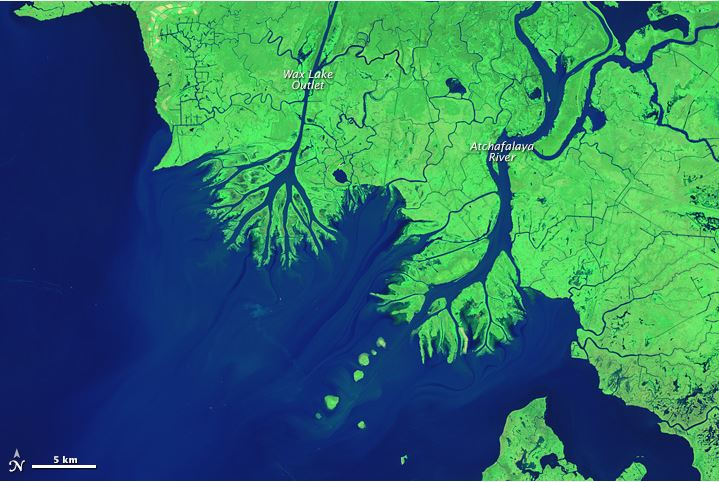 Wax Lake
Outlet
Atchafalaya
River
N
5 km